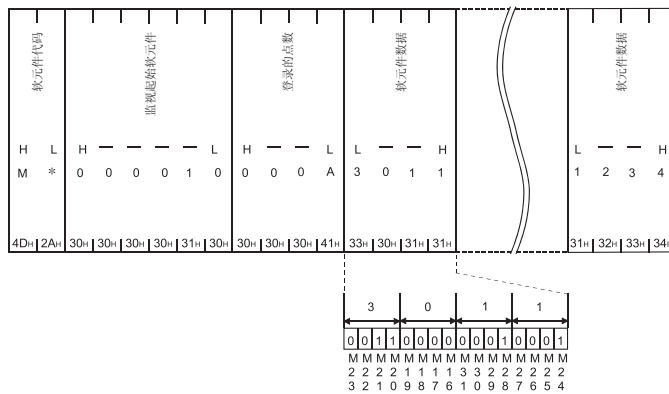 软元件代码 监视起始软元件 登录的点数 软元件数据 软元件数据
H L H — — — — L H — — L L — — H L — — H
M * 0 0 0 0 1 0 0 0 0 A 3 0 1 1 1 2 3 4
4DH 2AH 30H 30H 30H 30H 31H 30H 30H 30H 30H 41H 33H 30H 31H 31H 31H 32H 33H 34H
3 0 1 1
0 0 1 1 0 0 0 0 0 0 0 1 0 0 0 1
M23 M22 M21 M20 M19 M18 M17 M16 M31 M30 M29 M28 M27 M26 M25 M24